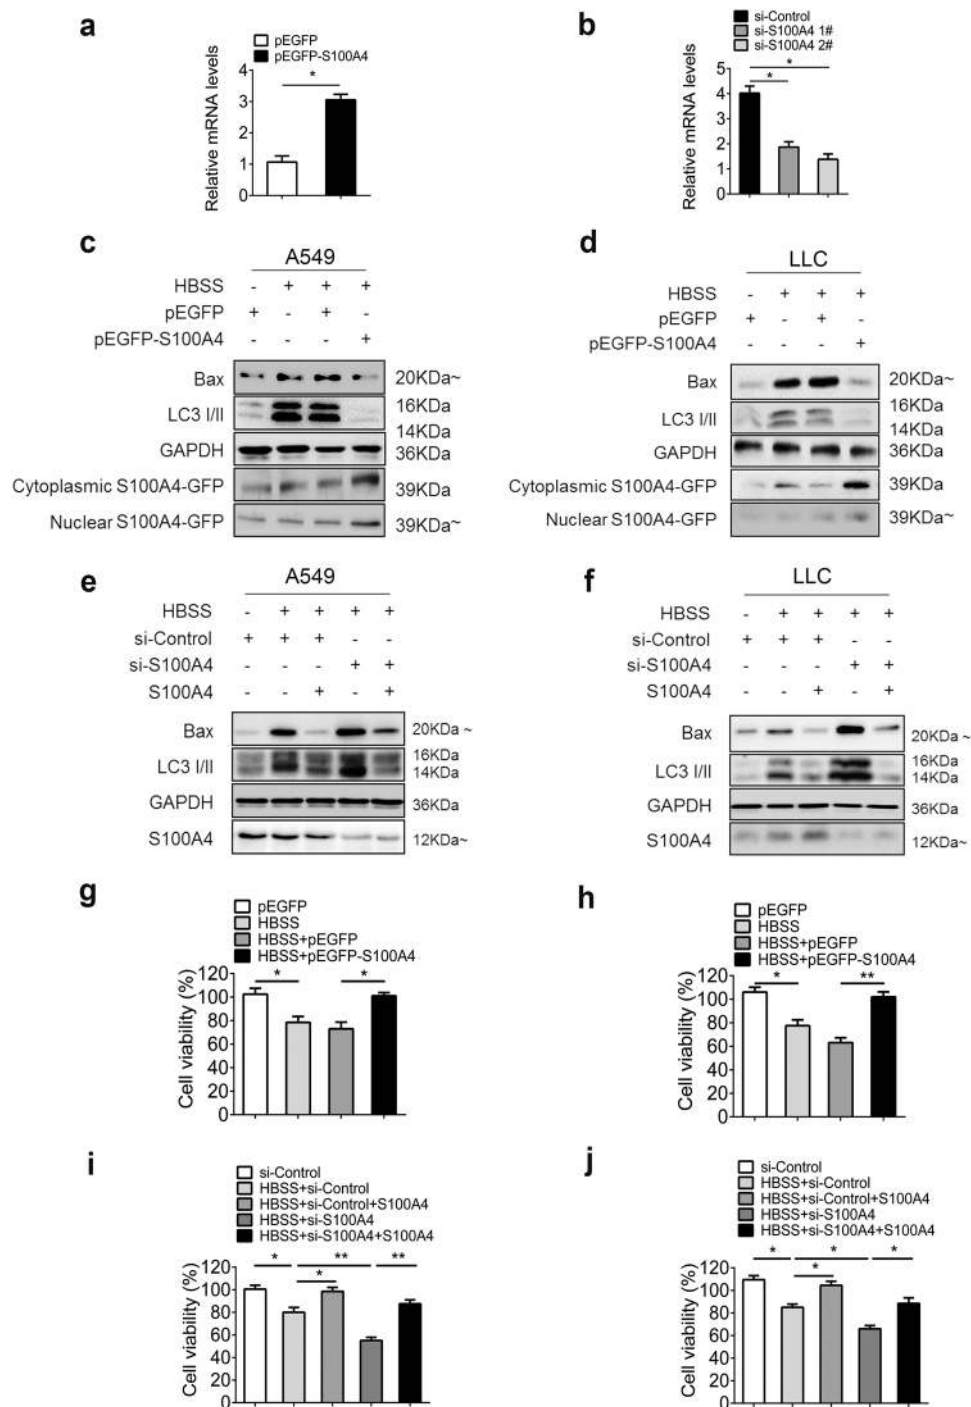 a
pEGFP
pEGFP-S100A4
Relative mRNA levels
4
3
2
1
0
*
b
si-Control
si-S100A4 1#
si-S100A4 2#
Relative mRNA levels
5
4
3
2
1
0
*
*
c
A549
HBSS - + + +
pEGFP + - + -
pEGFP-S100A4 - - - +
Bax 20KDa~
LC3 I/II 16KDa
14KDa
GAPDH 36KDa
Cytoplasmic S100A4-GFP 39KDa
Nuclear S100A4-GFP 39KDa~
d
LLC
HBSS - + + +
pEGFP + - + -
pEGFP-S100A4 - - - +
Bax 20KDa~
LC3 I/II 16KDa
14KDa
GAPDH 36KDa
Cytoplasmic S100A4-GFP 39KDa
Nuclear S100A4-GFP 39KDa~
e
A549
HBSS - + + + +
si-Control + + + - -
si-S100A4 - - - + +
S100A4 - - + - +
Bax 20KDa ~
LC3 I/II 16KDa
14KDa
GAPDH 36KDa
S100A4 12KDa~
f
LLC
HBSS - + + + +
si-Control + + + - -
si-S100A4 - - - + +
S100A4 - - + - +
Bax 20KDa ~
LC3 I/II 16KDa
14KDa
GAPDH 36KDa
S100A4 12KDa~
g
pEGFP
HBSS
HBSS+pEGFP
HBSS+pEGFP-S100A4
Cell viability (%)
120
100
80
60
40
20
0
* *
h
pEGFP
HBSS
HBSS+pEGFP
HBSS+pEGFP-S100A4
Cell viability (%)
120
100
80
60
40
20
0
* **
i
si-Control
HBSS+si-Control
HBSS+si-Control+S100A4
HBSS+si-S100A4
HBSS+si-S100A4+S100A4
Cell viability (%)
120
100
80
60
40
20
0
* ** **
*
j
si-Control
HBSS+si-Control
HBSS+si-Control+S100A4
HBSS+si-S100A4
HBSS+si-S100A4+S100A4
Cell viability (%)
120
100
80
60
40
20
0
* * *
*